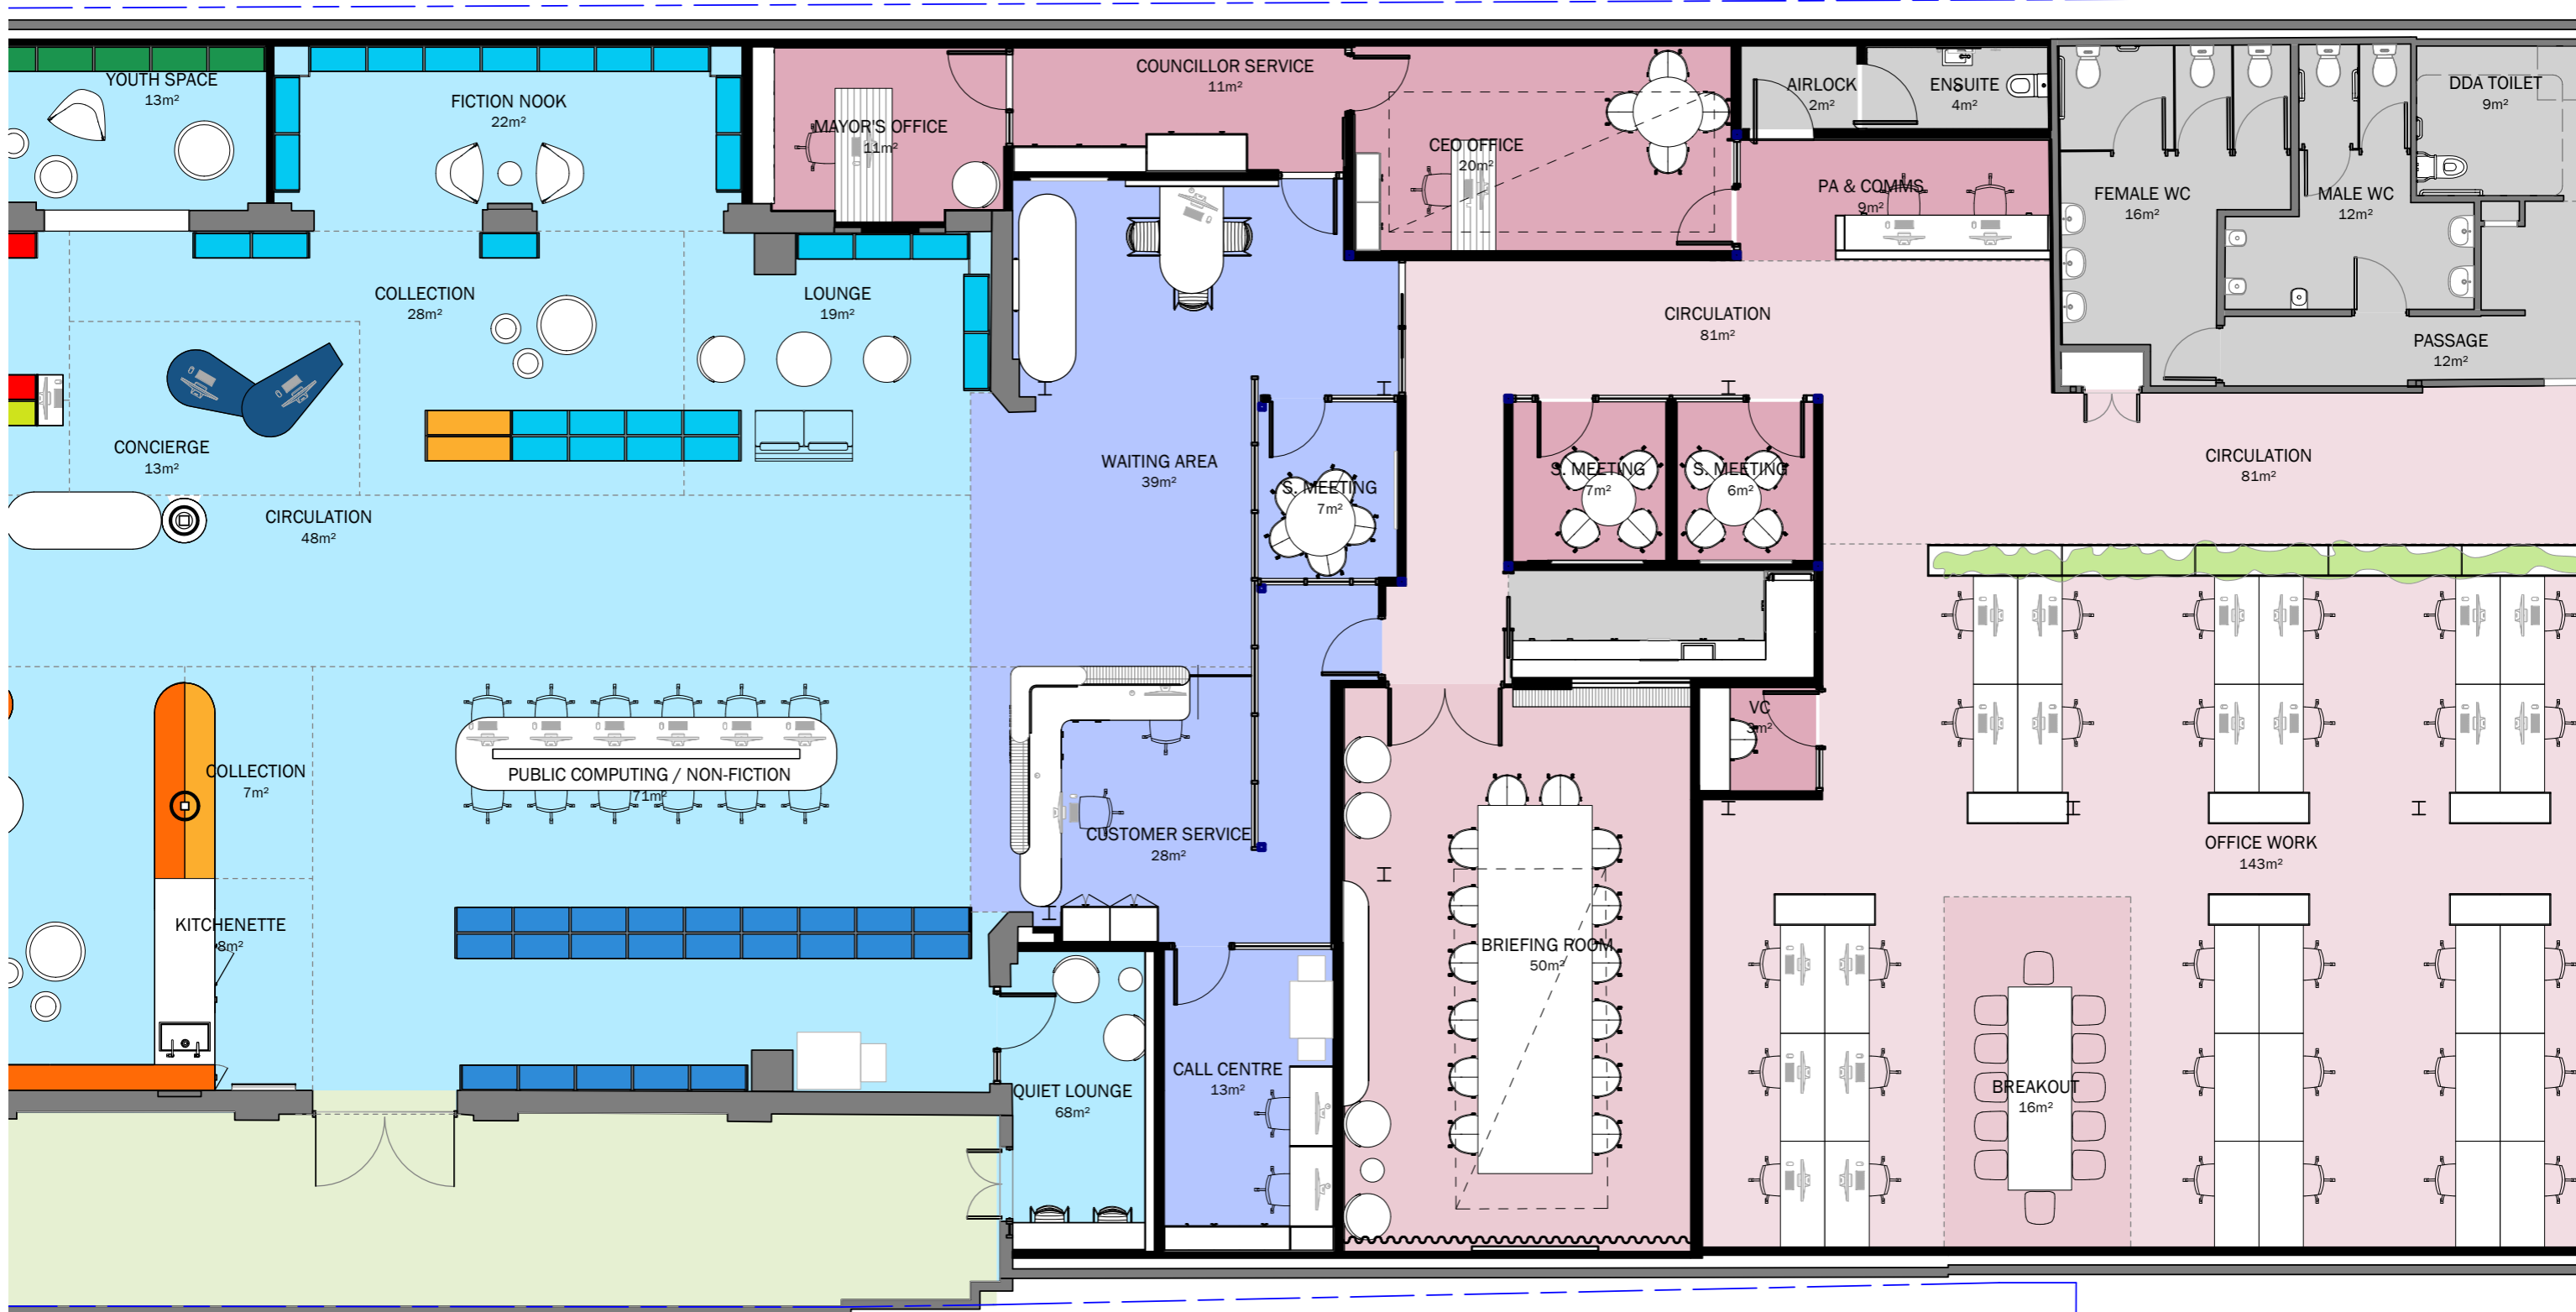 YOUTH SPACE
13m²
FICTION NOOK
22m²
MAYOR'S OFFICE
11m²
COUNCILLOR SERVICE
11m²
CEO OFFICE
20m²
AIRLOCK
2m²
ENSUITE
4m²
PA & COMMS
9m²
FEMALE WC
16m²
MALE WC
12m²
DDA TOILET
9m²
COLLECTION
28m²
LOUNGE
19m²
CIRCULATION
81m²
PASSAGE
12m²
CONCIERGE
13m²
WAITING AREA
39m²
S. MEETING
7m²
S. MEETING
7m²
S. MEETING
6m²
CIRCULATION
81m²
CIRCULATION
48m²
VC
3m²
COLLECTION
7m²
PUBLIC COMPUTING / NON-FICTION
71m²
CUSTOMER SERVICE
28m²
OFFICE WORK
143m²
KITCHENETTE
8m²
BRIEFING ROOM
50m²
QUIET LOUNGE
68m²
CALL CENTRE
13m²
BREAKOUT
16m²